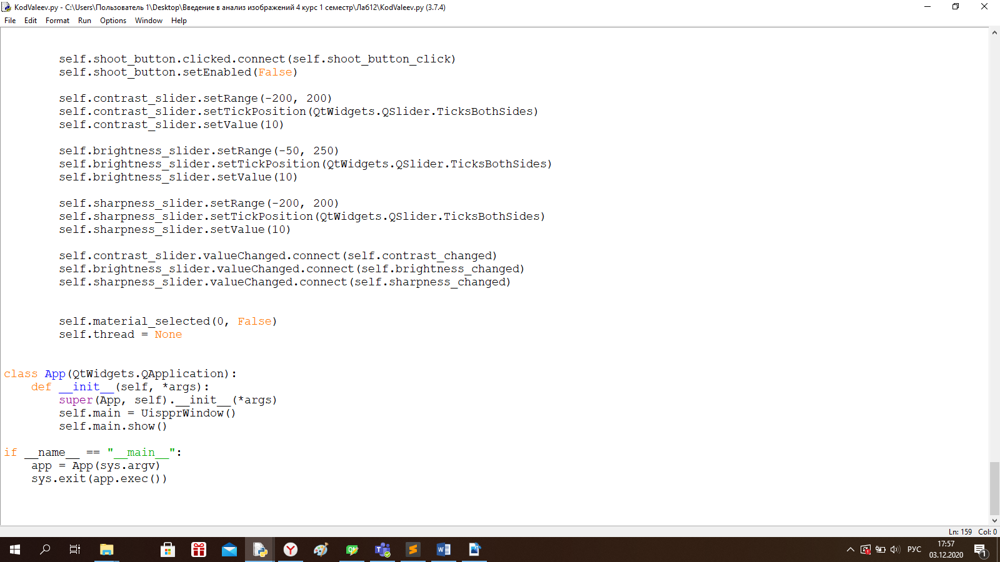 KodValeev.py - C:\Users\Пользователь 1\Desktop\Введение в анализ изображений 4 курс 1 семестр\Лаб12\KodValeev.py (3.7.4)
File Edit Format Run Options Window Help
self.shoot_button.clicked.connect(self.shoot_button_click)
self.shoot_button.setEnabled(False)
self.contrast_slider.setRange(-200, 200)
self.contrast_slider.setTickPosition(QtWidgets.QSlider.TicksBothSides)
self.contrast_slider.setValue(10)
self.brightness_slider.setRange(-50, 250)
self.brightness_slider.setTickPosition(QtWidgets.QSlider.TicksBothSides)
self.brightness_slider.setValue(10)
self.sharpness_slider.setRange(-200, 200)
self.sharpness_slider.setTickPosition(QtWidgets.QSlider.TicksBothSides)
self.sharpness_slider.setValue(10)
self.contrast_slider.valueChanged.connect(self.contrast_changed)
self.brightness_slider.valueChanged.connect(self.brightness_changed)
self.sharpness_slider.valueChanged.connect(self.sharpness_changed)
self.material_selected(0, False)
self.thread = None
class App(QtWidgets.QApplication):
def __init__(self, *args):
super(App, self).__init__(*args)
self.main = UispprWindow()
self.main.show()
if __name__ == "__main__":
app = App(sys.argv)
sys.exit(app.exec())
Ln: 159 Col: 0
РУС
17:57
03.12.2020
1